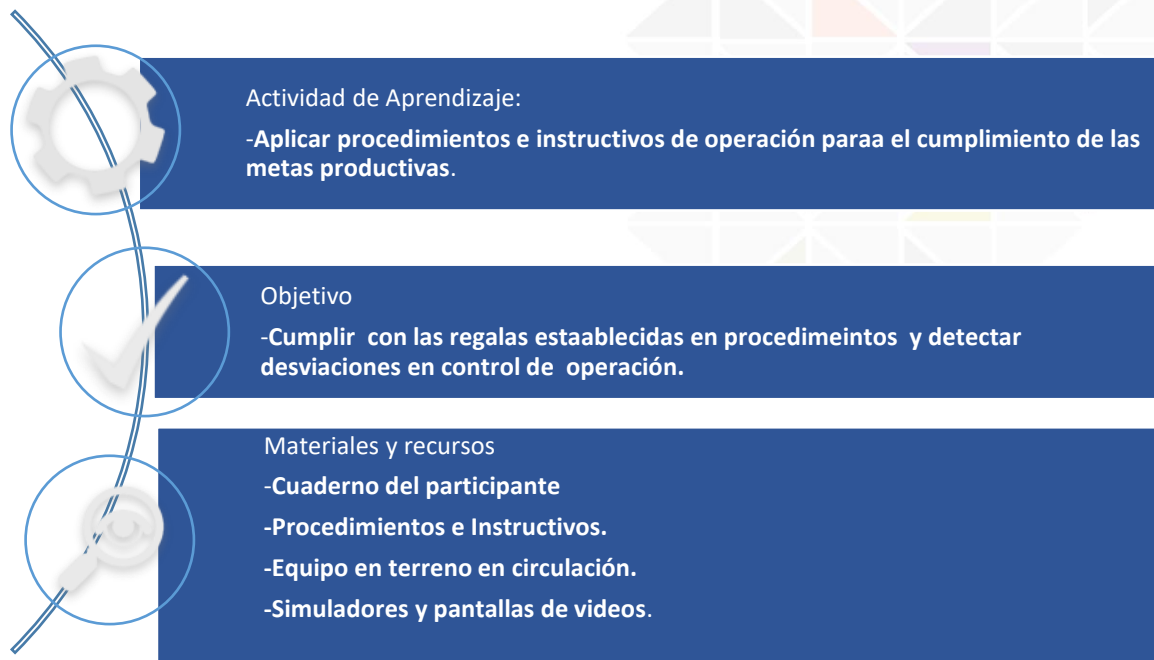 Actividad de Aprendizaje:
-Aplicar procedimientos e instructivos de operación paraa el cumplimiento de las
metas productivas.
Objetivo
-Cumplir con las regalas estaablecidas en procedimeintos y detectar
desviaciones en control de operación.
Materiales y recursos
-Cuaderno del participante
-Procedimientos e Instructivos.
-Equipo en terreno en circulación.
-Simuladores y pantallas de videos.